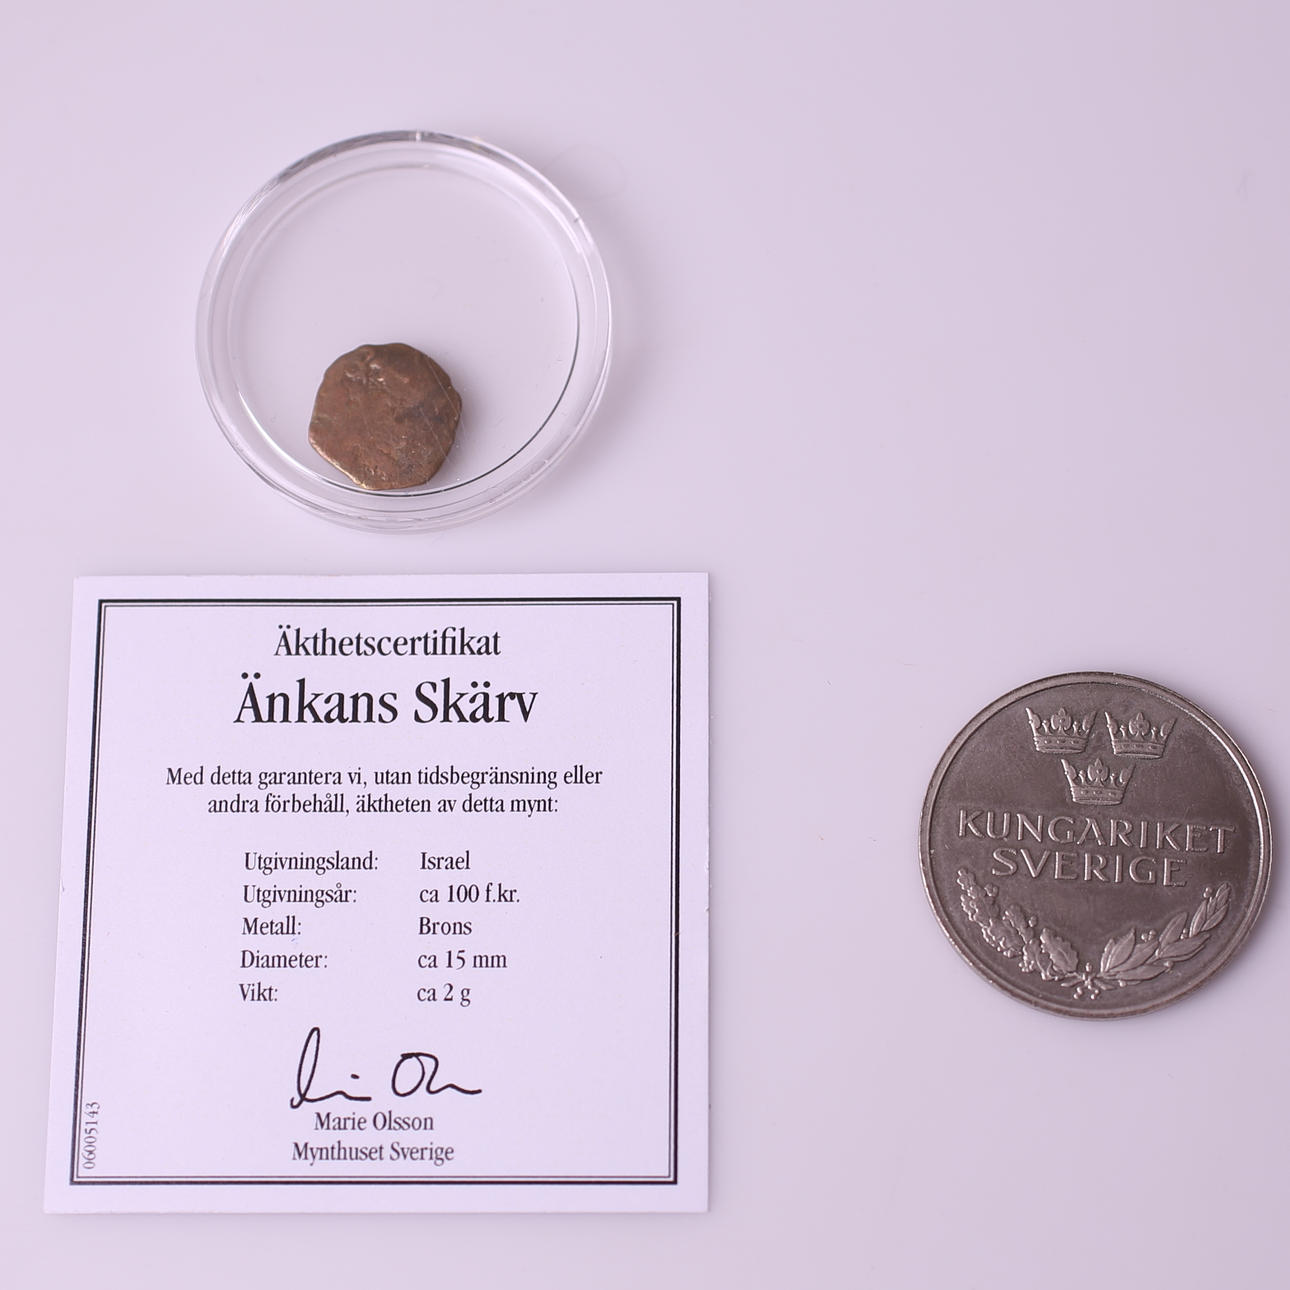 Äkthetscertifikat
Änkans Skärv
Med detta garantera vi, utan tidsbegränsning eller
andra förbehåll, äktheten av detta mynt:
Utgivningsland: Israel
Utgivningsår: ca 100 f.kr.
Metall: Brons
Diameter: ca 15 mm
Vikt: ca 2 g
Marie Olsson
Mynthuset Sverige
06005143
KUNGARIKET
SVERIGE